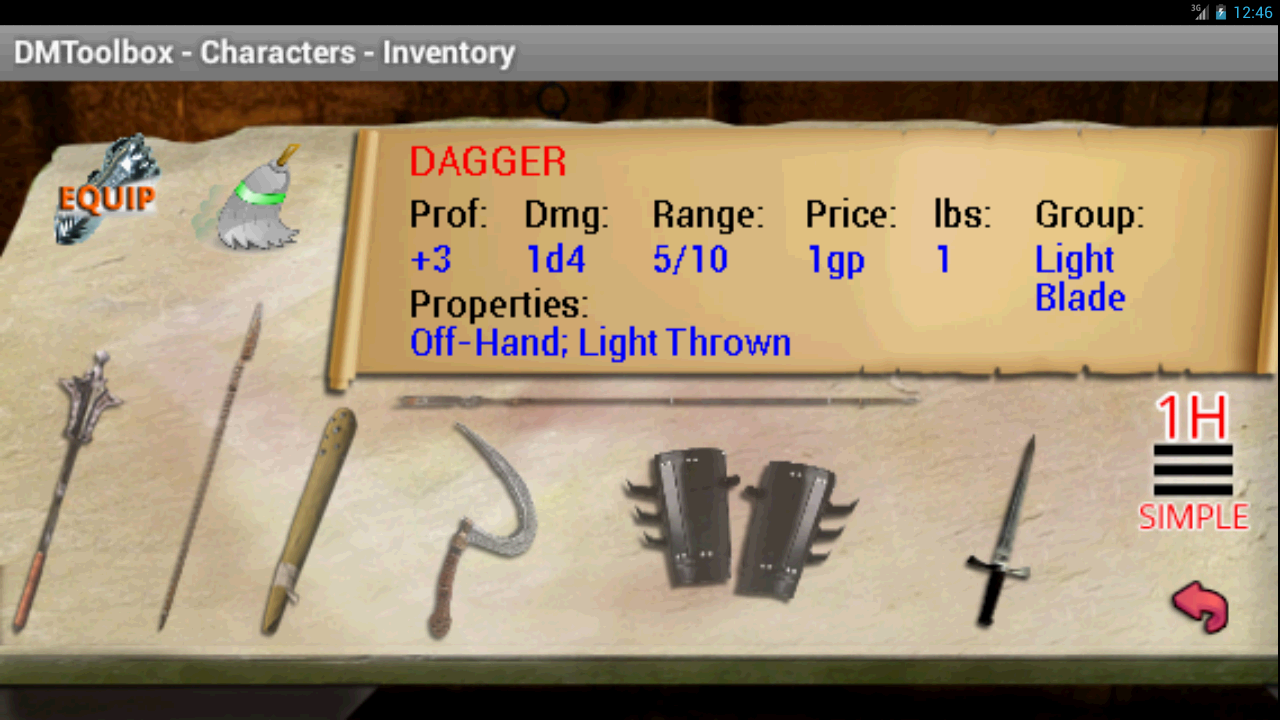 3G 12:46
DMToolbox - Characters - Inventory
EQUIP
DAGGER
Prof: Dmg: Range: Price: lbs: Group:
+3 1d4 5/10 1gp 1 Light
Blade
Properties:
Off-Hand; Light Thrown
1H
SIMPLE